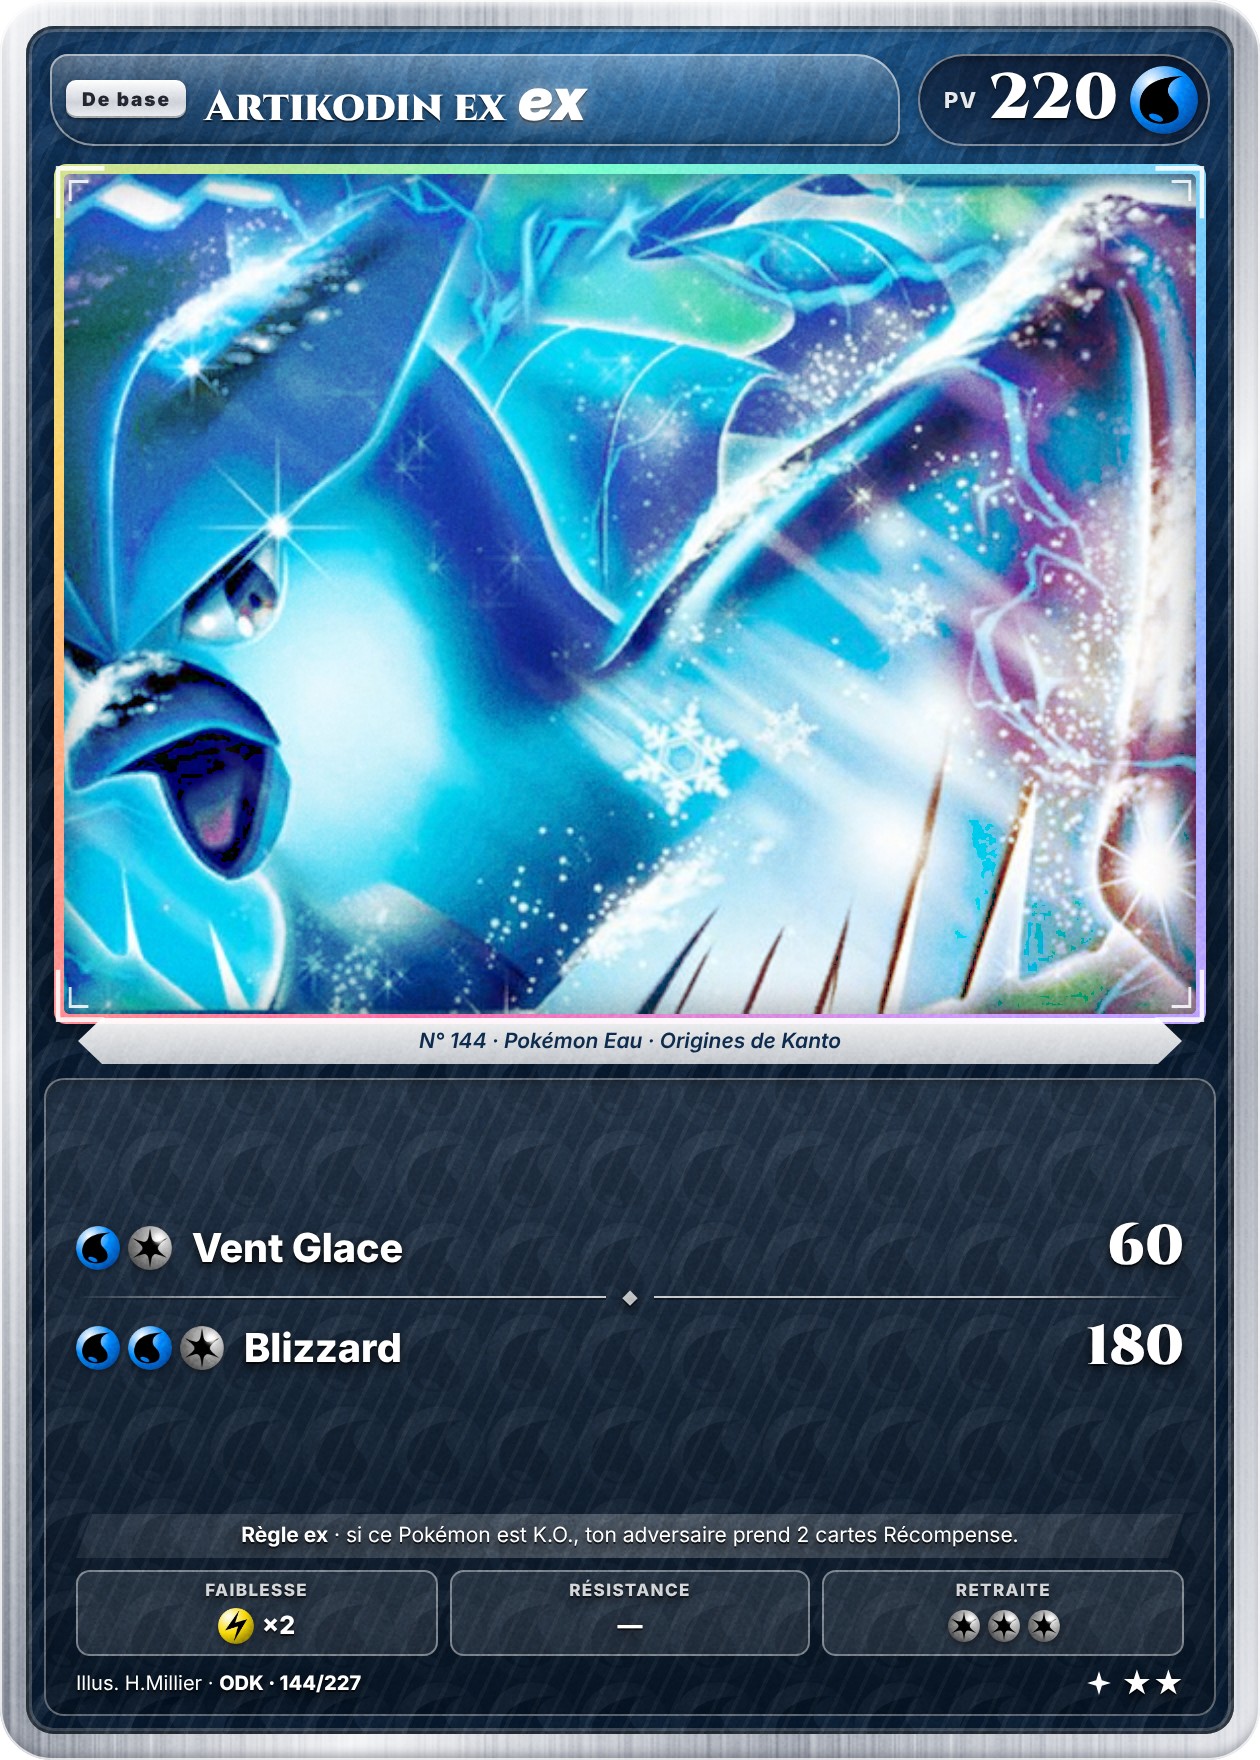 De base Artikodin ex ex PV 220
N° 144 · Pokémon Eau · Origines de Kanto
Vent Glace 60
Blizzard 180
Règle ex · si ce Pokémon est K.O., ton adversaire prend 2 cartes Récompense.
FAIBLESSE RÉSISTANCE RETRAITE
×2 —
Illus. H.Millier · ODK · 144/227